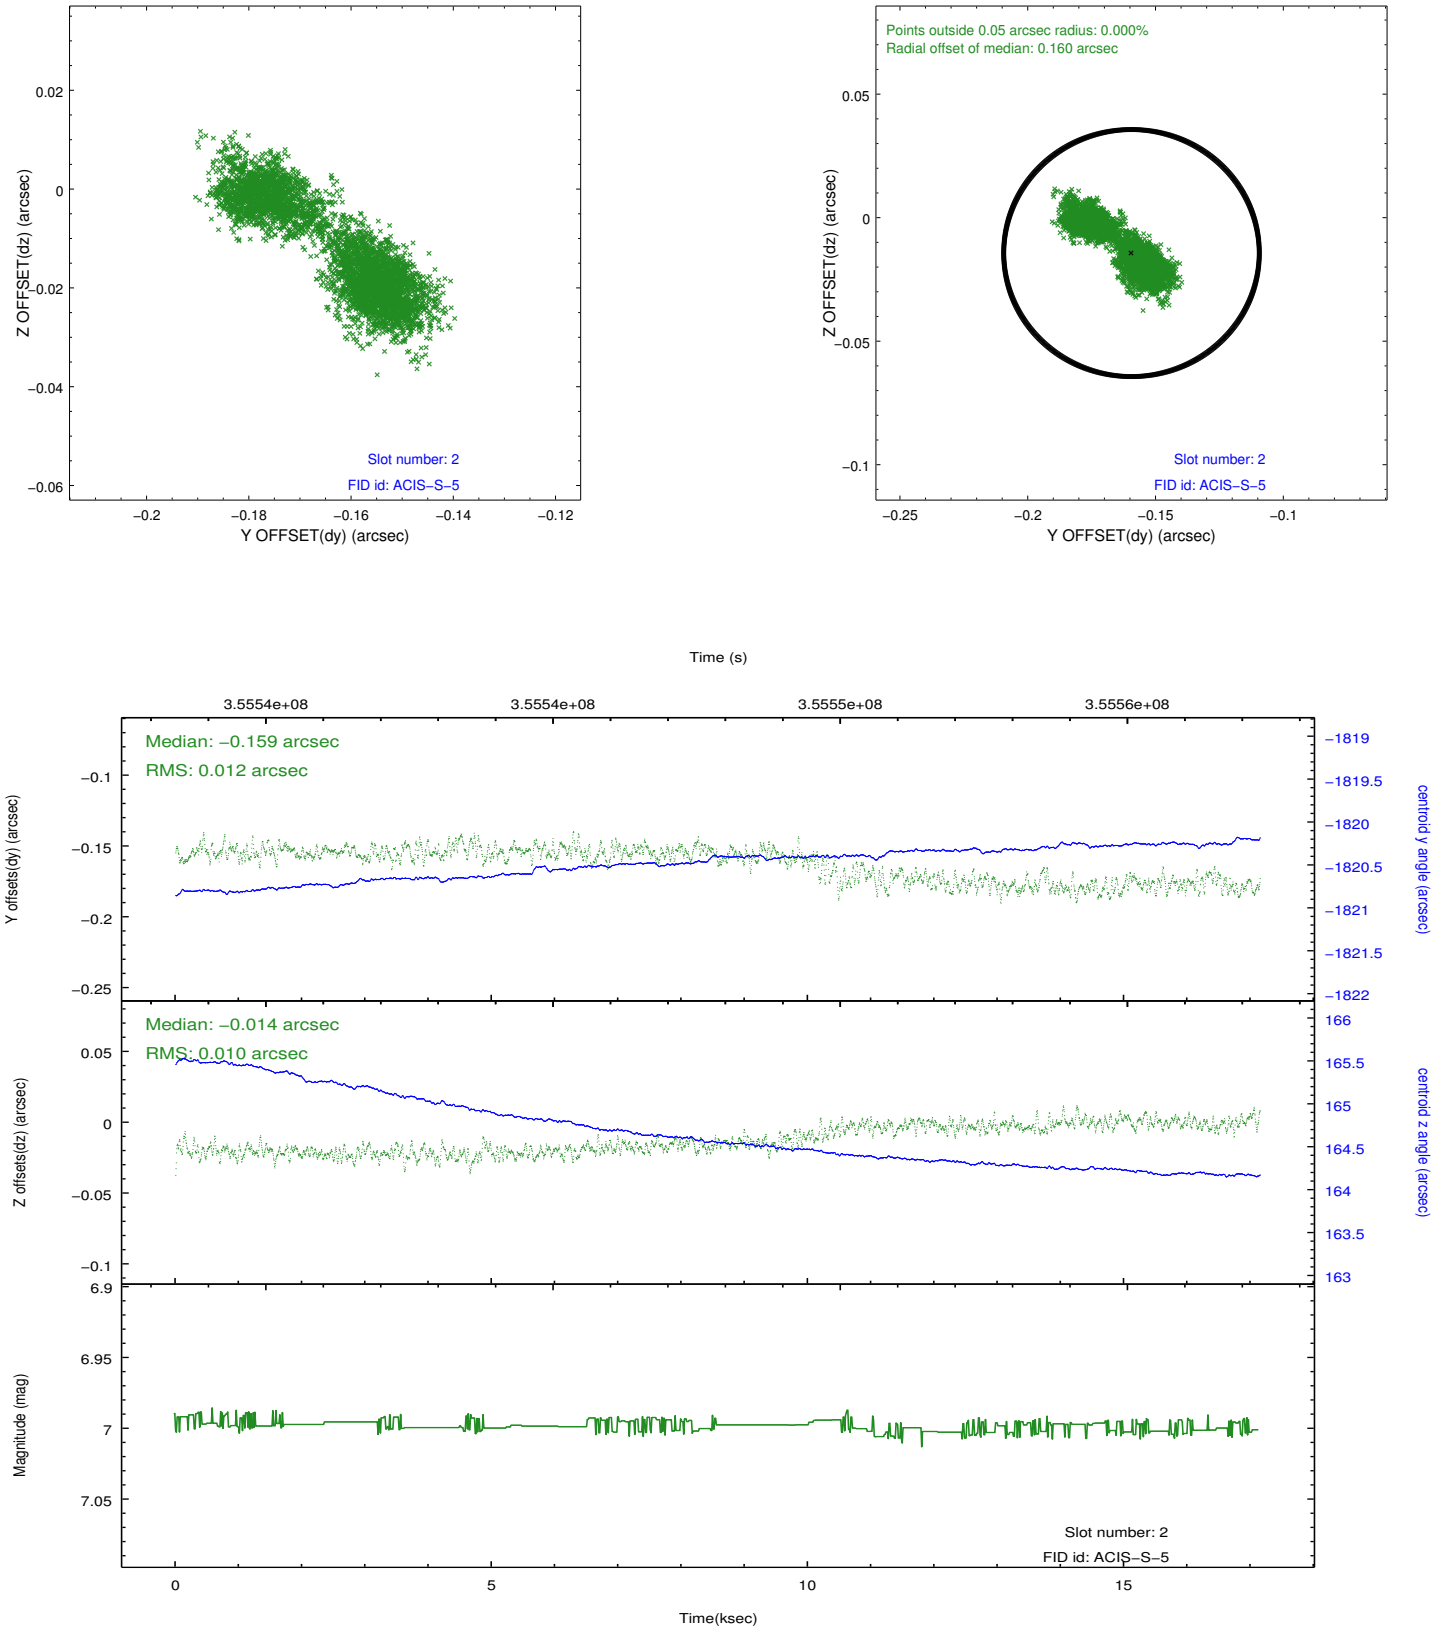 0.02
0
−0.02
−0.04
−0.06
Z OFFSET(dz) (arcsec)
Slot number: 2
FID id: ACIS−S−5
−0.2
−0.18
−0.16
−0.14
−0.12
Y OFFSET(dy) (arcsec)
Points outside 0.05 arcsec radius: 0.000%
Radial offset of median: 0.160 arcsec
0.05
0
−0.05
−0.1
Z OFFSET(dz) (arcsec)
Slot number: 2
FID id: ACIS−S−5
−0.25
−0.2
−0.15
−0.1
Y OFFSET(dy) (arcsec)
Time (s)
3.5554e+08
3.5554e+08
3.5555e+08
3.5556e+08
Median: −0.159 arcsec
RMS: 0.012 arcsec
−0.1
−0.15
−0.2
−0.25
Y offsets(dy) (arcsec)
−1819
−1819.5
−1820
−1820.5
−1821
−1821.5
−1822
centroid y angle (arcsec)
Median: −0.014 arcsec
RMS: 0.010 arcsec
0.05
0
−0.05
−0.1
Z offsets(dz) (arcsec)
166
165.5
165
164.5
164
163.5
163
centroid z angle (arcsec)
6.9
6.95
7
7.05
Magnitude (mag)
Slot number: 2
FID id: ACIS−S−5
0
5
10
15
Time(ksec)